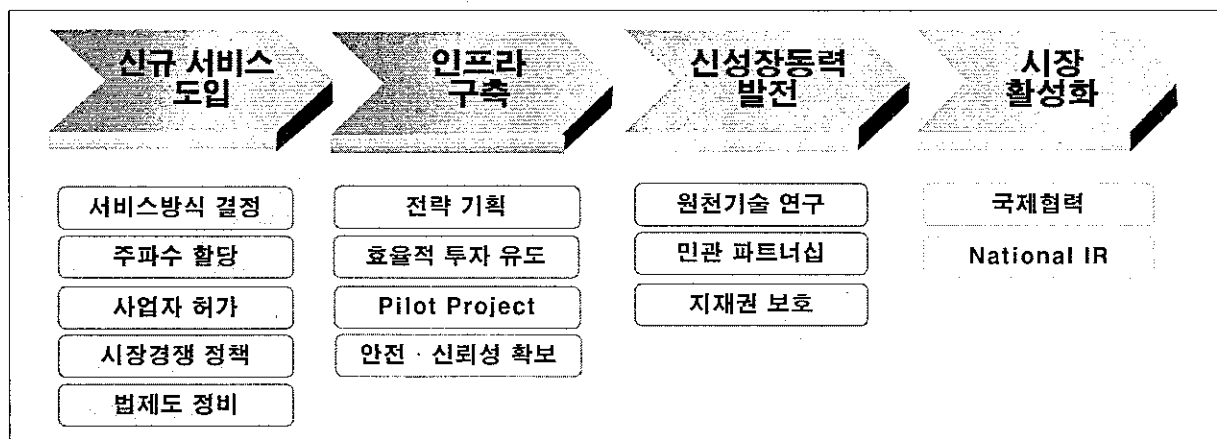 신규 서비스
도입
인프라
구축
신성장동력
발전
시장
활성화
서비스방식 결정
주파수 할당
사업자 허가
시장경쟁 정책
법제도 정비
전략 기획
효율적 투자 유도
Pilot Project
안전 · 신뢰성 확보
원천기술 연구
민관 파트너십
지재권 보호
국제협력
National IR